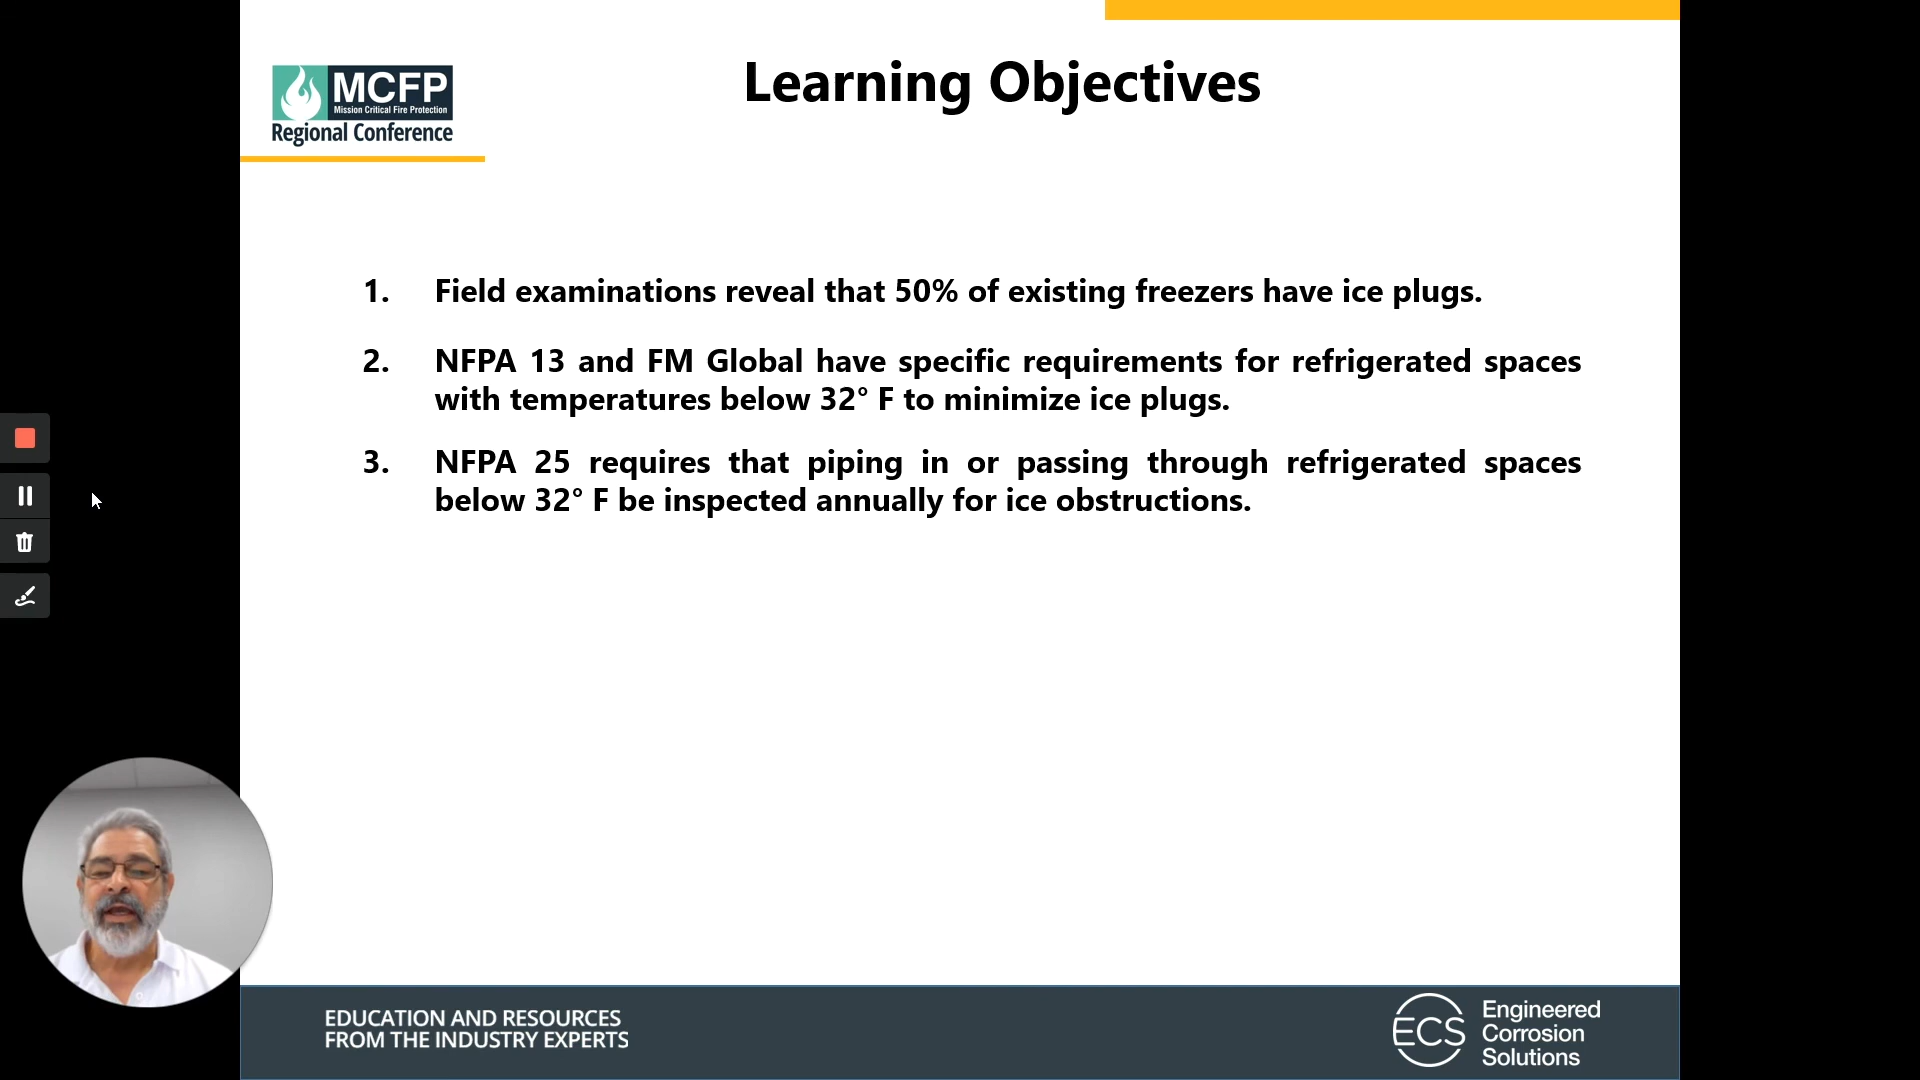 Learning Objectives
MCFP
Mission Critical Fire Protection
Regional Conference
1. Field examinations reveal that 50% of existing freezers have ice plugs.
2. NFPA 13 and FM Global have specific requirements for refrigerated spaces
with temperatures below 32° F to minimize ice plugs.
3. NFPA 25 requires that piping in or passing through refrigerated spaces
below 32° F be inspected annually for ice obstructions.
EDUCATION AND RESOURCES
FROM THE INDUSTRY EXPERTS
ECS
Engineered
Corrosion
Solutions